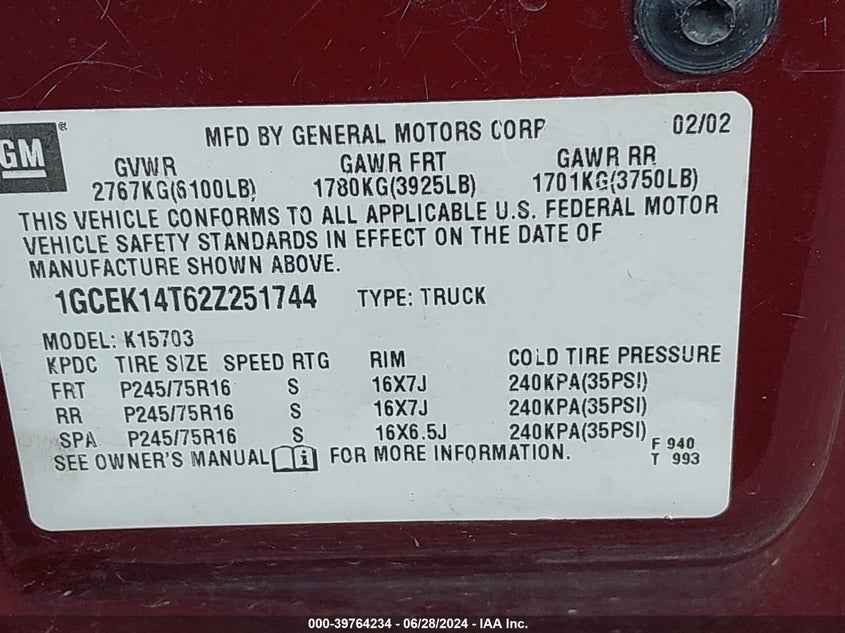 GM ®
MFD BY GENERAL MOTORS CORP 02/02
GVWR GAWR FRT GAWR RR
2767KG(6100LB) 1780KG(3925LB) 1701KG(3750LB)
THIS VEHICLE CONFORMS TO ALL APPLICABLE U.S. FEDERAL MOTOR
VEHICLE SAFETY STANDARDS IN EFFECT ON THE DATE OF
MANUFACTURE SHOWN ABOVE.
1GCEK14T62Z251744 TYPE: TRUCK
MODEL: K15703
KPDC TIRE SIZE SPEED RTG RIM COLD TIRE PRESSURE
FRT P245/75R16 S 16X7J 240KPA(35PSI)
RR P245/75R16 S 16X7J 240KPA(35PSI)
SPA P245/75R16 S 16X6.5J 240KPA(35PSI)
SEE OWNER'S MANUAL i FOR MORE INFORMATION.
F 940
T 993
000-39764234 - 06/28/2024 - IAA Inc.